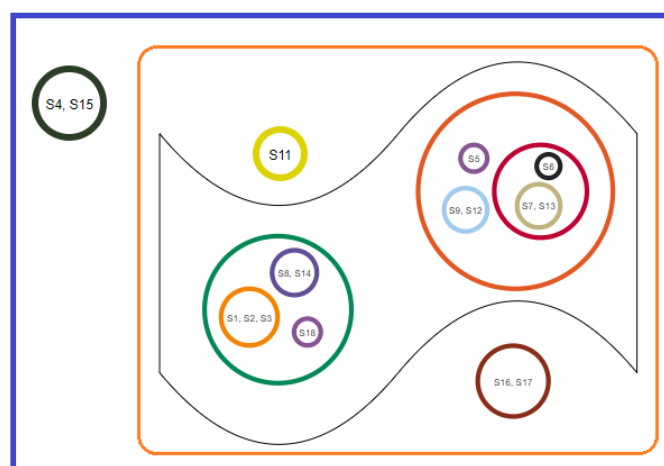 S4, S15
S11
S5
S6
S9, S12
S7, S13
S8, S14
S1, S2, S3
S18
S16, S17